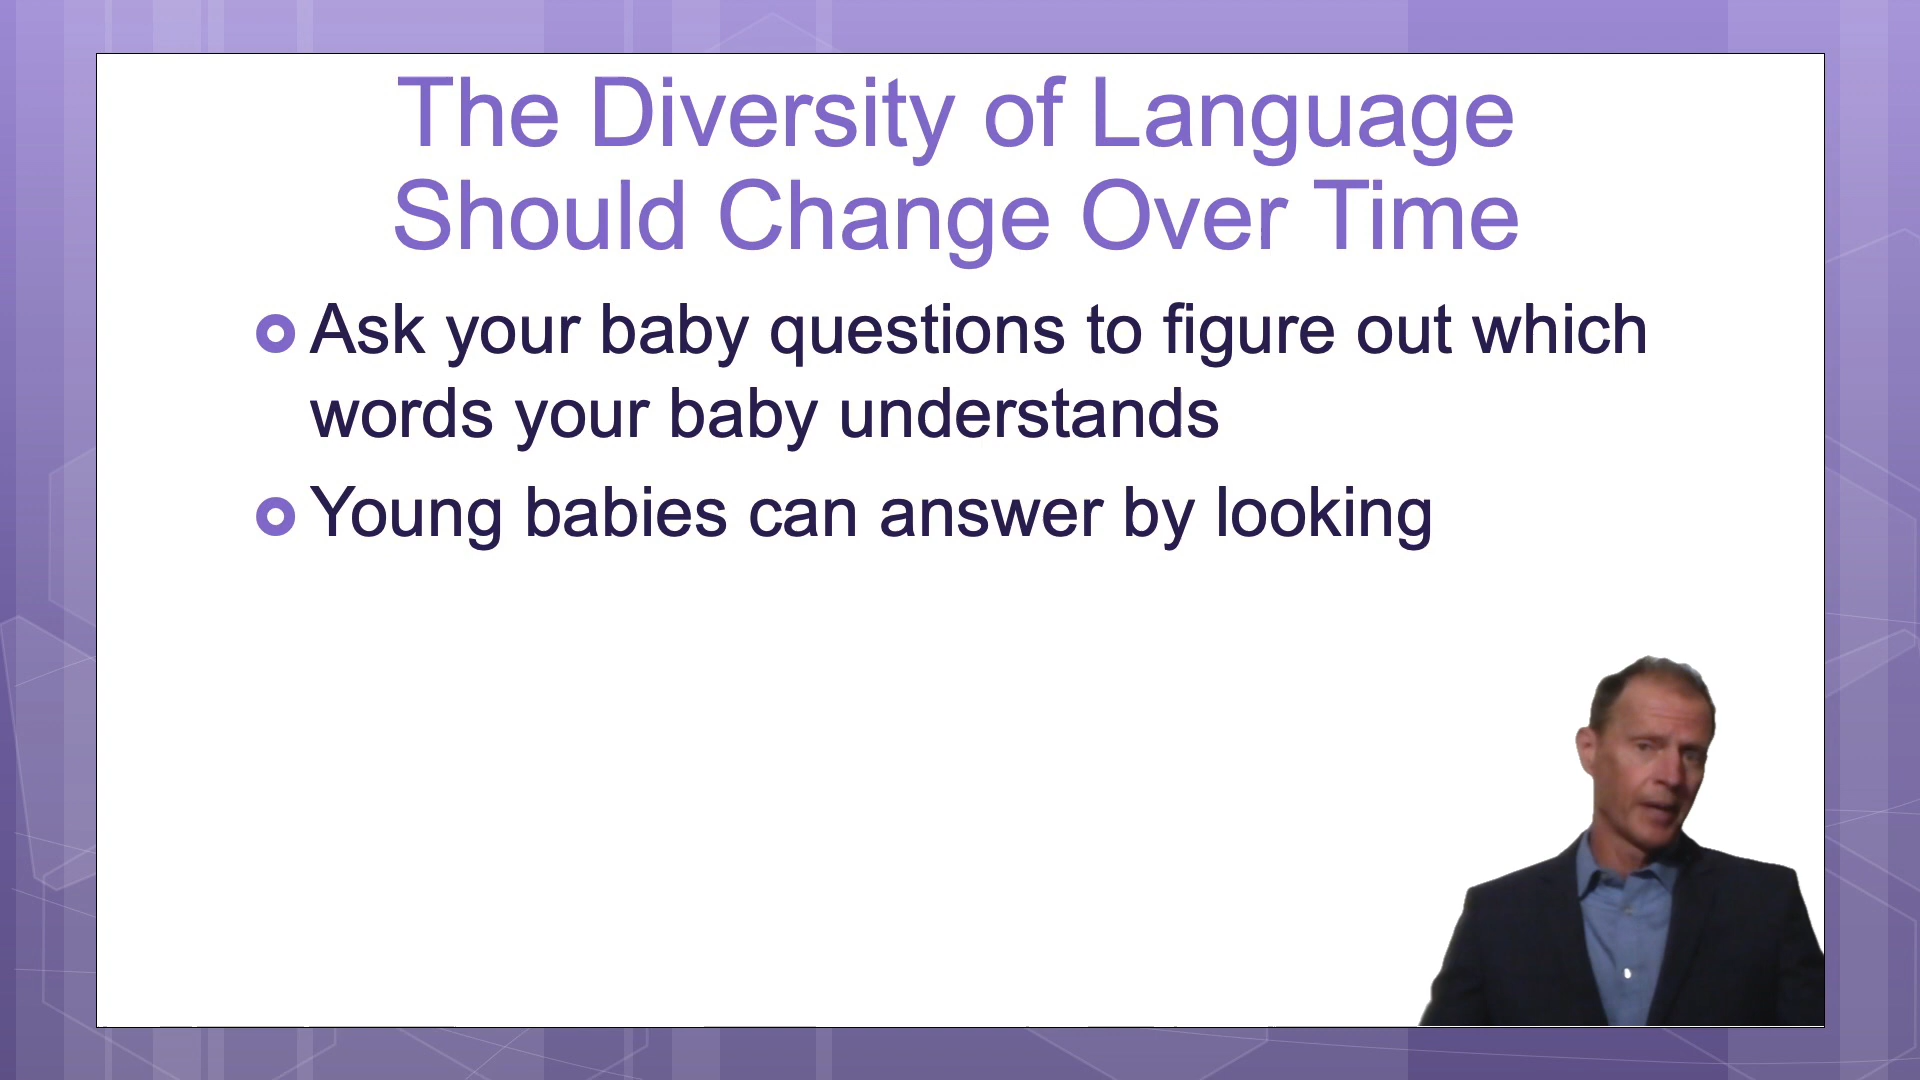 The Diversity of Language
Should Change Over Time
Ask your baby questions to figure out which
words your baby understands
Young babies can answer by looking